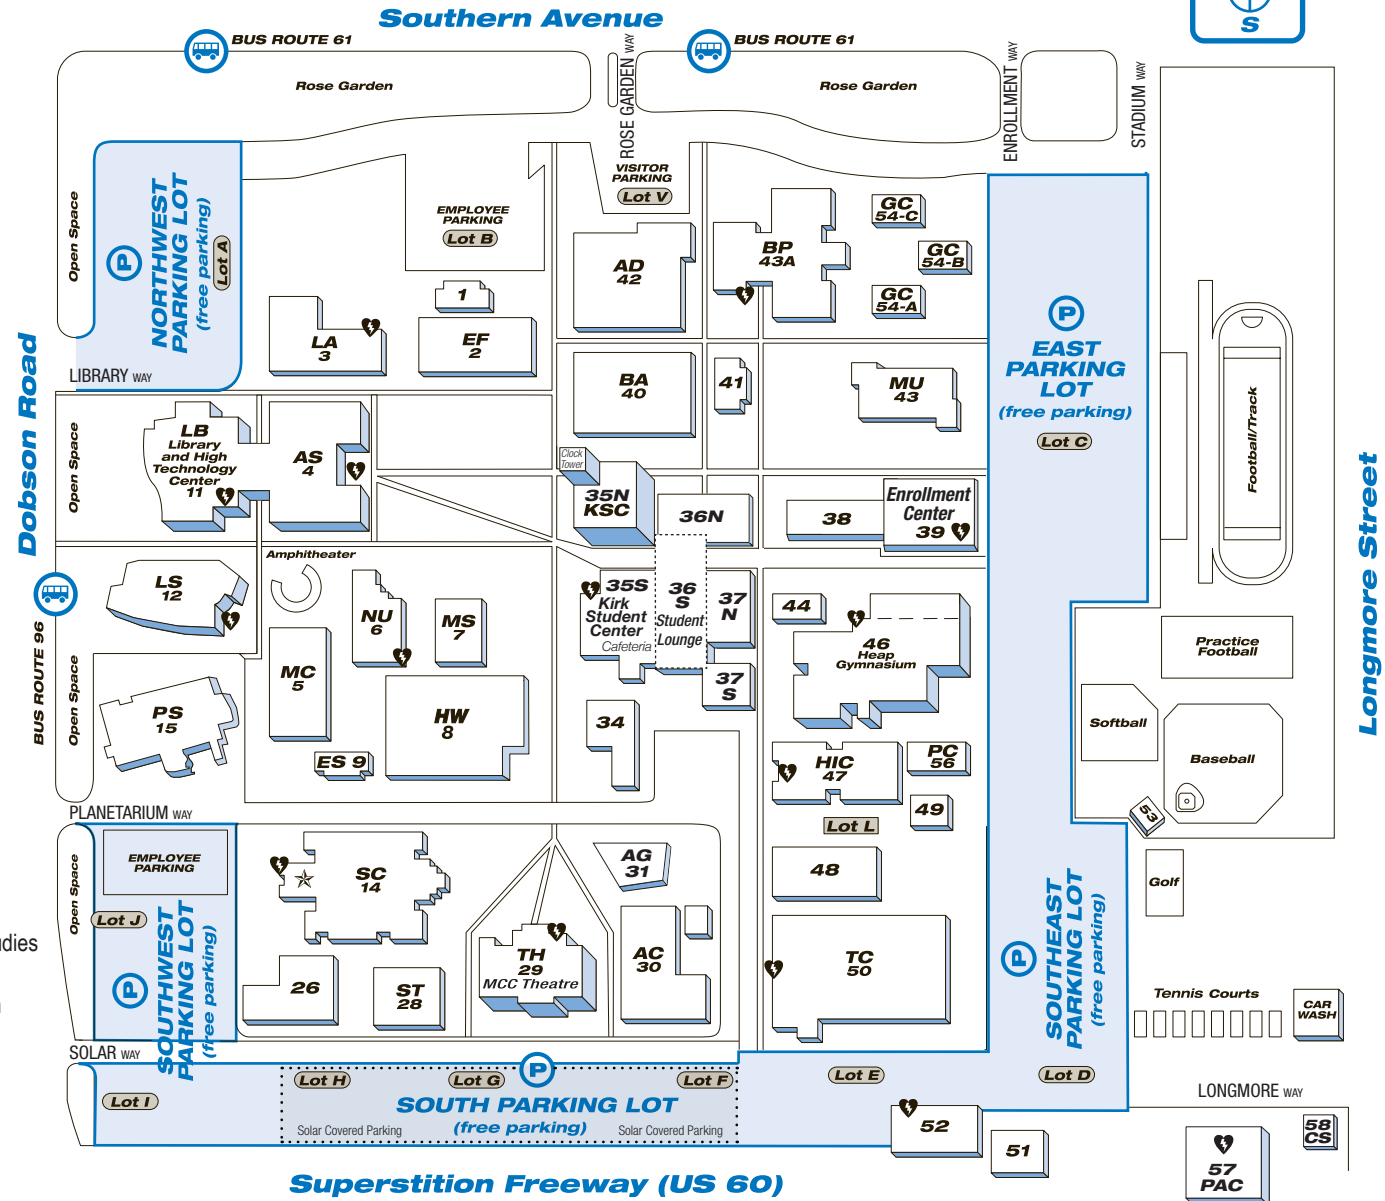 Southern Avenue
S
BUS ROUTE 61
BUS ROUTE 61
Rose Garden
Rose Garden
ROSE GARDEN WAY
ENROLLMENT WAY
STADIUM WAY
VISITOR
PARKING
Lot V
EMPLOYEE
PARKING
Lot B
Open Space
NORTHWEST
PARKING LOT
(free parking)
Lot A
P
GC
54-C
GC
54-B
GC
54-A
BP
43A
AD
42
1
EF
2
LA
3
P
EAST
PARKING
LOT
(free parking)
Lot C
Dobson Road
LIBRARY WAY
BA
40
41
MU
43
Football/Track
Open Space
LB
Library
and High
Technology
Center
11
AS
4
Clock
Tower
35N
KSC
36N
38
Enrollment
Center
39
Longmore Street
Amphitheater
LS
12
BUS ROUTE 96
NU
6
MS
7
35S
Kirk
Student
Center
Cafeteria
36
S
Student
Lounge
37
N
37
S
44
46
Heap
Gymnasium
Practice
Football
Open Space
MC
5
PS
15
HW
8
ES 9
34
HIC
47
PC
56
49
Lot L
Softball
Baseball
53
PLANETARIUM WAY
EMPLOYEE
PARKING
Open Space
Lot J
SOUTHWEST
PARKING LOT
(free parking)
P
SC
14
AG
31
48
Golf
udies
TH
29
MCC Theatre
AC
30
TC
50
P
SOUTHEAST
PARKING LOT
(free parking)
26
ST
28
Tennis Courts
CAR
WASH
SOLAR WAY
Lot I
Lot H
Lot G
P
Lot F
Lot E
Lot D
SOUTH PARKING LOT
(free parking)
Solar Covered Parking
Solar Covered Parking
LONGMORE WAY
52
51
57
PAC
58
CS
Superstition Freeway (US 60)